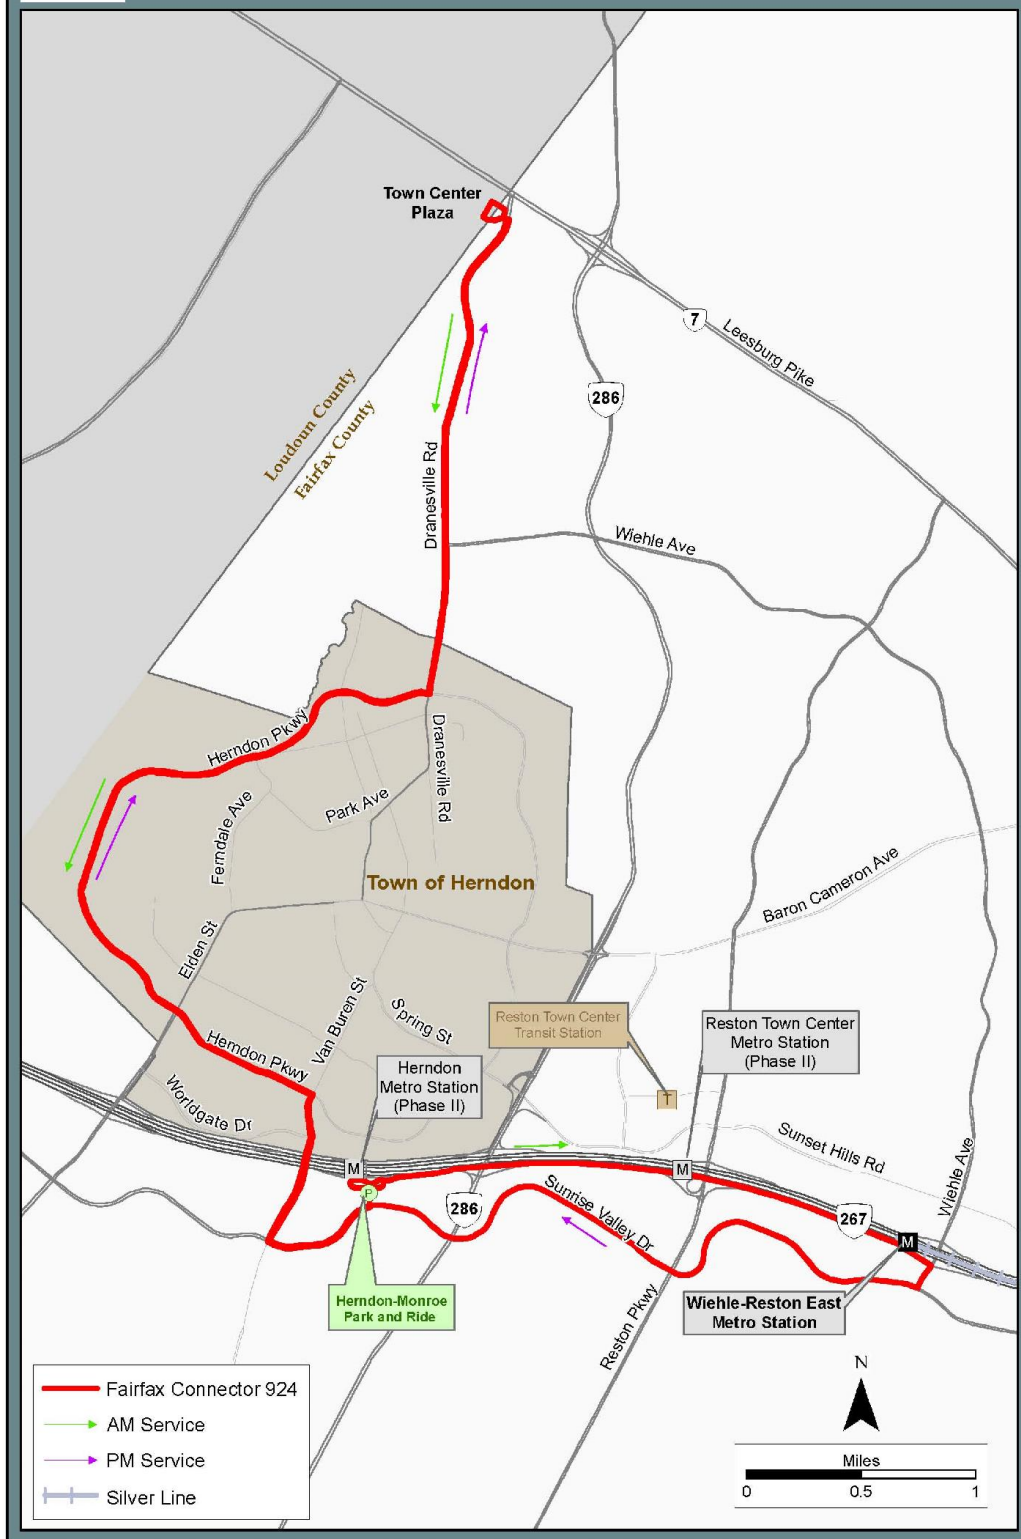 Town Center
Plaza
7
Leesburg Pike
286
Loudoun County
Fairfax County
Dranesville Rd
Wiehle Ave
Herndon Pkwy
Dranesville Rd
Park Ave
Ferndale Ave
Town of Herndon
Baron Cameron Ave
Elden St
Van Buren St
Spring St
Reston Town Center
Transit Station
Reston Town Center
Metro Station
(Phase II)
Herndon Pkwy
Herndon
Metro Station
(Phase II)
Worldgate Dr
T
Sunset Hills Rd
Wiehle Ave
M
M
P
286
Sunrise Valley Dr
267
M
Herndon-Monroe
Park and Ride
Wiehle-Reston East
Metro Station
Reston Pkwy
N
Fairfax Connector 924
AM Service
PM Service
Silver Line
Miles
0 0.5 1